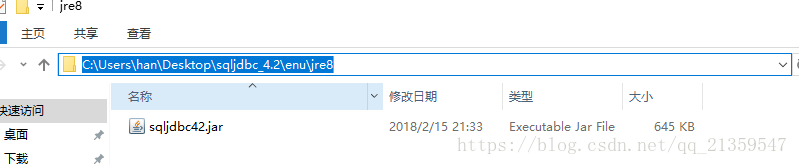 jre8
主页 共享 查看
C:\Users\han\Desktop\sqljdbc_4.2\enu\jre8
快速访问 名称 修改日期 类型 大小
桌面 sqljdbc42.jar 2018/2/15 21:33 Executable Jar File 645 KB
下载 https://blog.csdn.net/qq_21359547